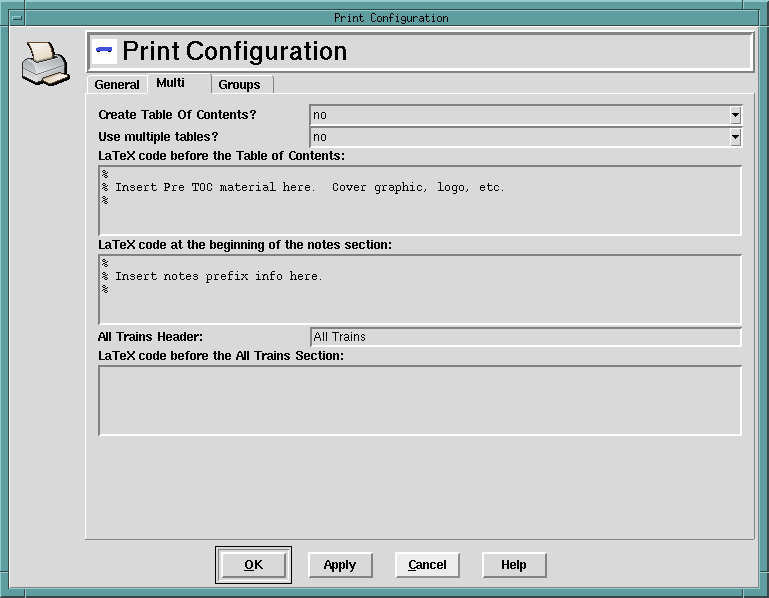 Print Configuration
Print Configuration
General Multi Groups
Create Table Of Contents? no
Use multiple tables? no
LaTeX code before the Table of Contents:
%
% Insert Pre TOC material here.  Cover graphic, logo, etc.
%
LaTeX code at the beginning of the notes section:
%
% Insert notes prefix info here.
%
All Trains Header: All Trains
LaTeX code before the All Trains Section:
OK Apply Cancel Help